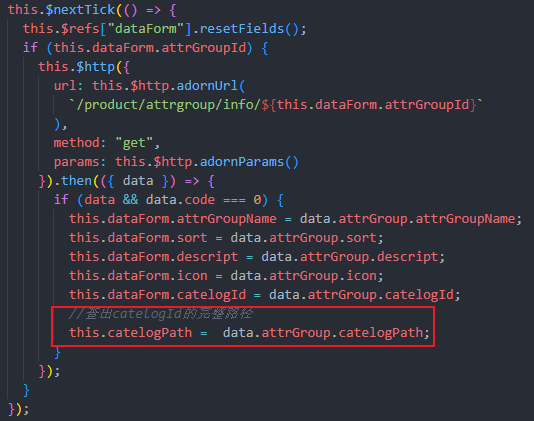 this.$nextTick(() => {
this.$refs["dataForm"].resetFields();
if (this.dataForm.attrGroupId) {
this.$http({
url: this.$http.adornUrl(
`/product/attrgroup/info/${this.dataForm.attrGroupId}`
),
method: "get",
params: this.$http.adornParams()
}).then(({ data }) => {
if (data && data.code === 0) {
this.dataForm.attrGroupName = data.attrGroup.attrGroupName;
this.dataForm.sort = data.attrGroup.sort;
this.dataForm.descript = data.attrGroup.descript;
this.dataForm.icon = data.attrGroup.icon;
this.dataForm.catelogId = data.attrGroup.catelogId;
//查出catelogId的完整路径
this.catelogPath =  data.attrGroup.catelogPath;
}
});
}
});